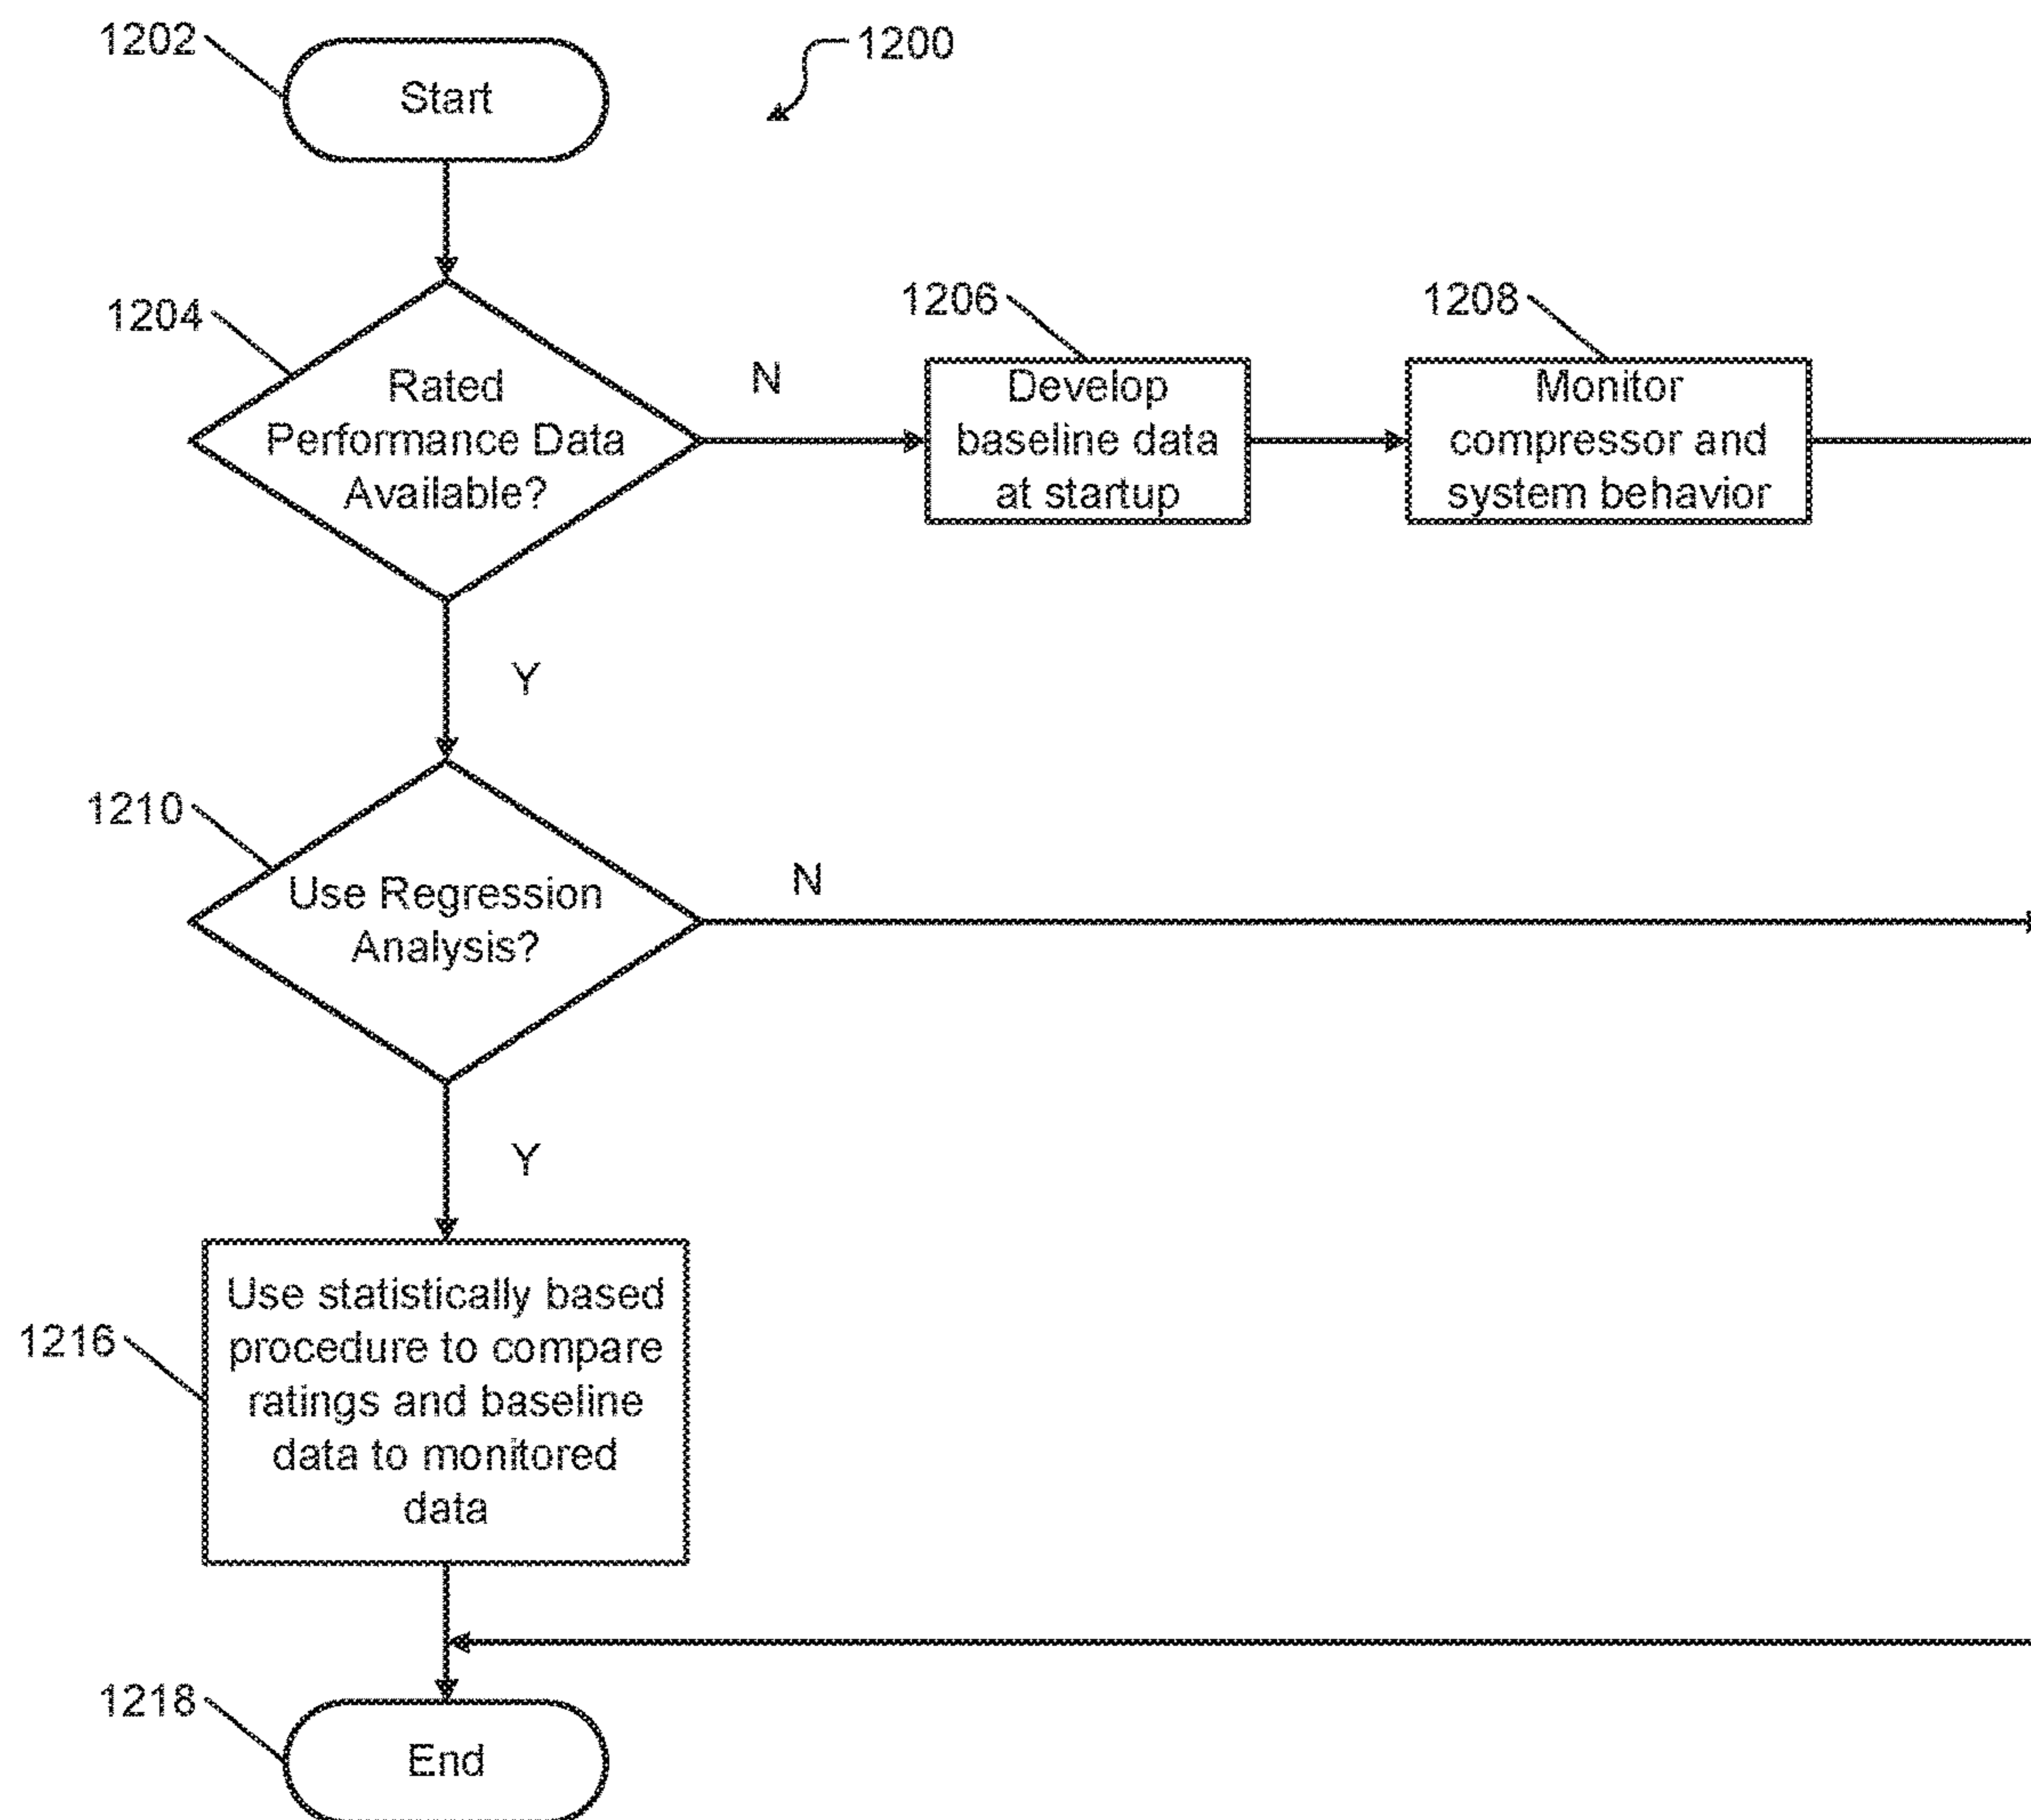 1202
Start
1200
1204
Rated
Performance Data
Available?
N
1206
Develop
baseline data
at startup
1208
Monitor
compressor and
system behavior
Y
1210
Use Regression
Analysis?
N
Y
1216
Use statistically based
procedure to compare
ratings and baseline
data to monitored
data
1218
End